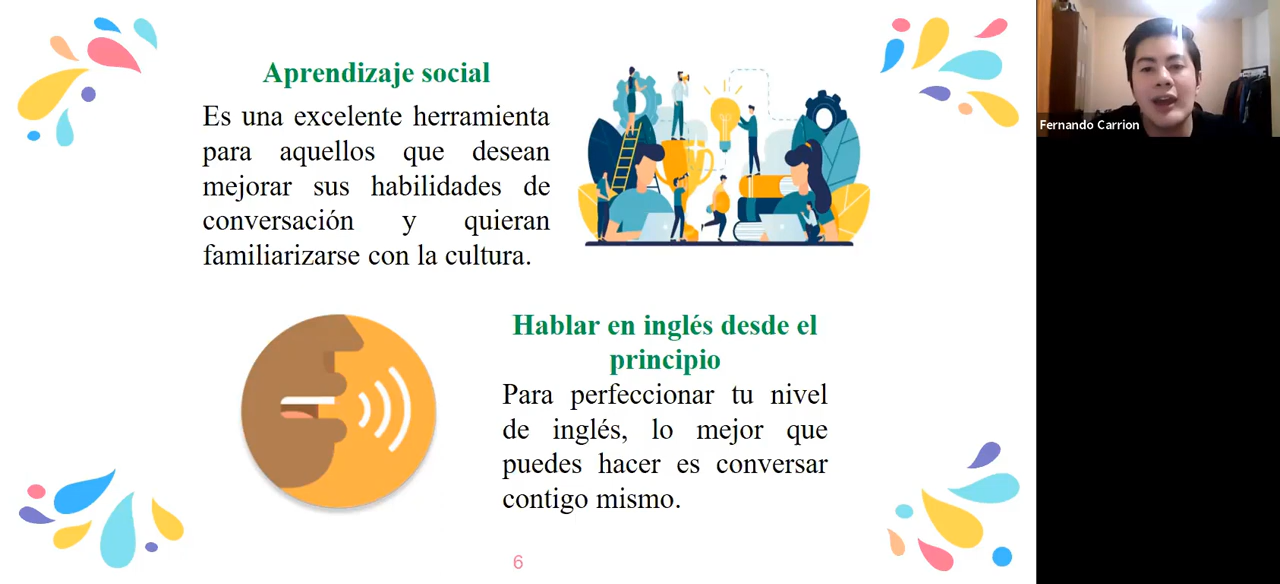 Aprendizaje social
Es una excelente herramienta
para aquellos que desean
mejorar sus habilidades de
conversación y quieran
familiarizarse con la cultura.
Hablar en inglés desde el
principio
Para perfeccionar tu nivel
de inglés, lo mejor que
puedes hacer es conversar
contigo mismo.
6
Fernando Carrion